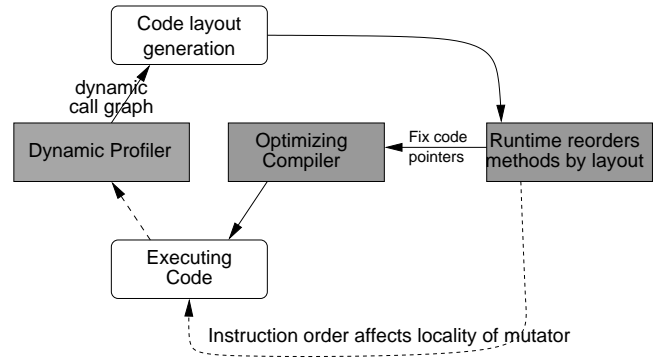 Code layout
generation
dynamic
call graph
Dynamic Profiler
Optimizing
Compiler
Fix code
pointers
Runtime reorders
methods by layout
Executing
Code
Instruction order affects locality of mutator